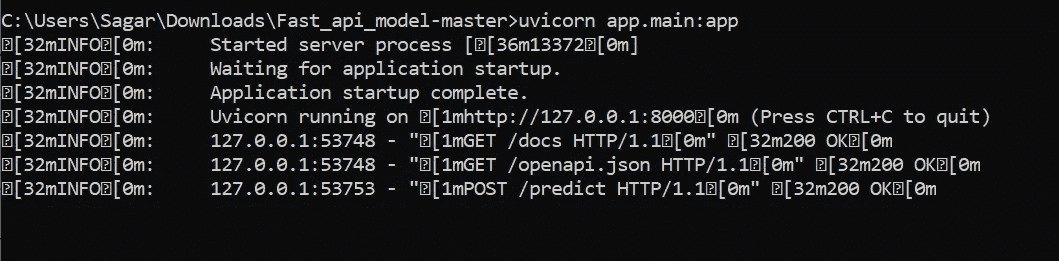 C:\Users\Sagar\Downloads\Fast_api_model-master>uvicorn app.main:app
⍰[32mINFO⍰[0m:     Started server process [⍰[36m13372⍰[0m]
⍰[32mINFO⍰[0m:     Waiting for application startup.
⍰[32mINFO⍰[0m:     Application startup complete.
⍰[32mINFO⍰[0m:     Uvicorn running on ⍰[1mhttp://127.0.0.1:8000⍰[0m (Press CTRL+C to quit)
⍰[32mINFO⍰[0m:     127.0.0.1:53748 - "⍰[1mGET /docs HTTP/1.1⍰[0m" ⍰[32m200 OK⍰[0m
⍰[32mINFO⍰[0m:     127.0.0.1:53748 - "⍰[1mGET /openapi.json HTTP/1.1⍰[0m" ⍰[32m200 OK⍰[0m
⍰[32mINFO⍰[0m:     127.0.0.1:53753 - "⍰[1mPOST /predict HTTP/1.1⍰[0m" ⍰[32m200 OK⍰[0m